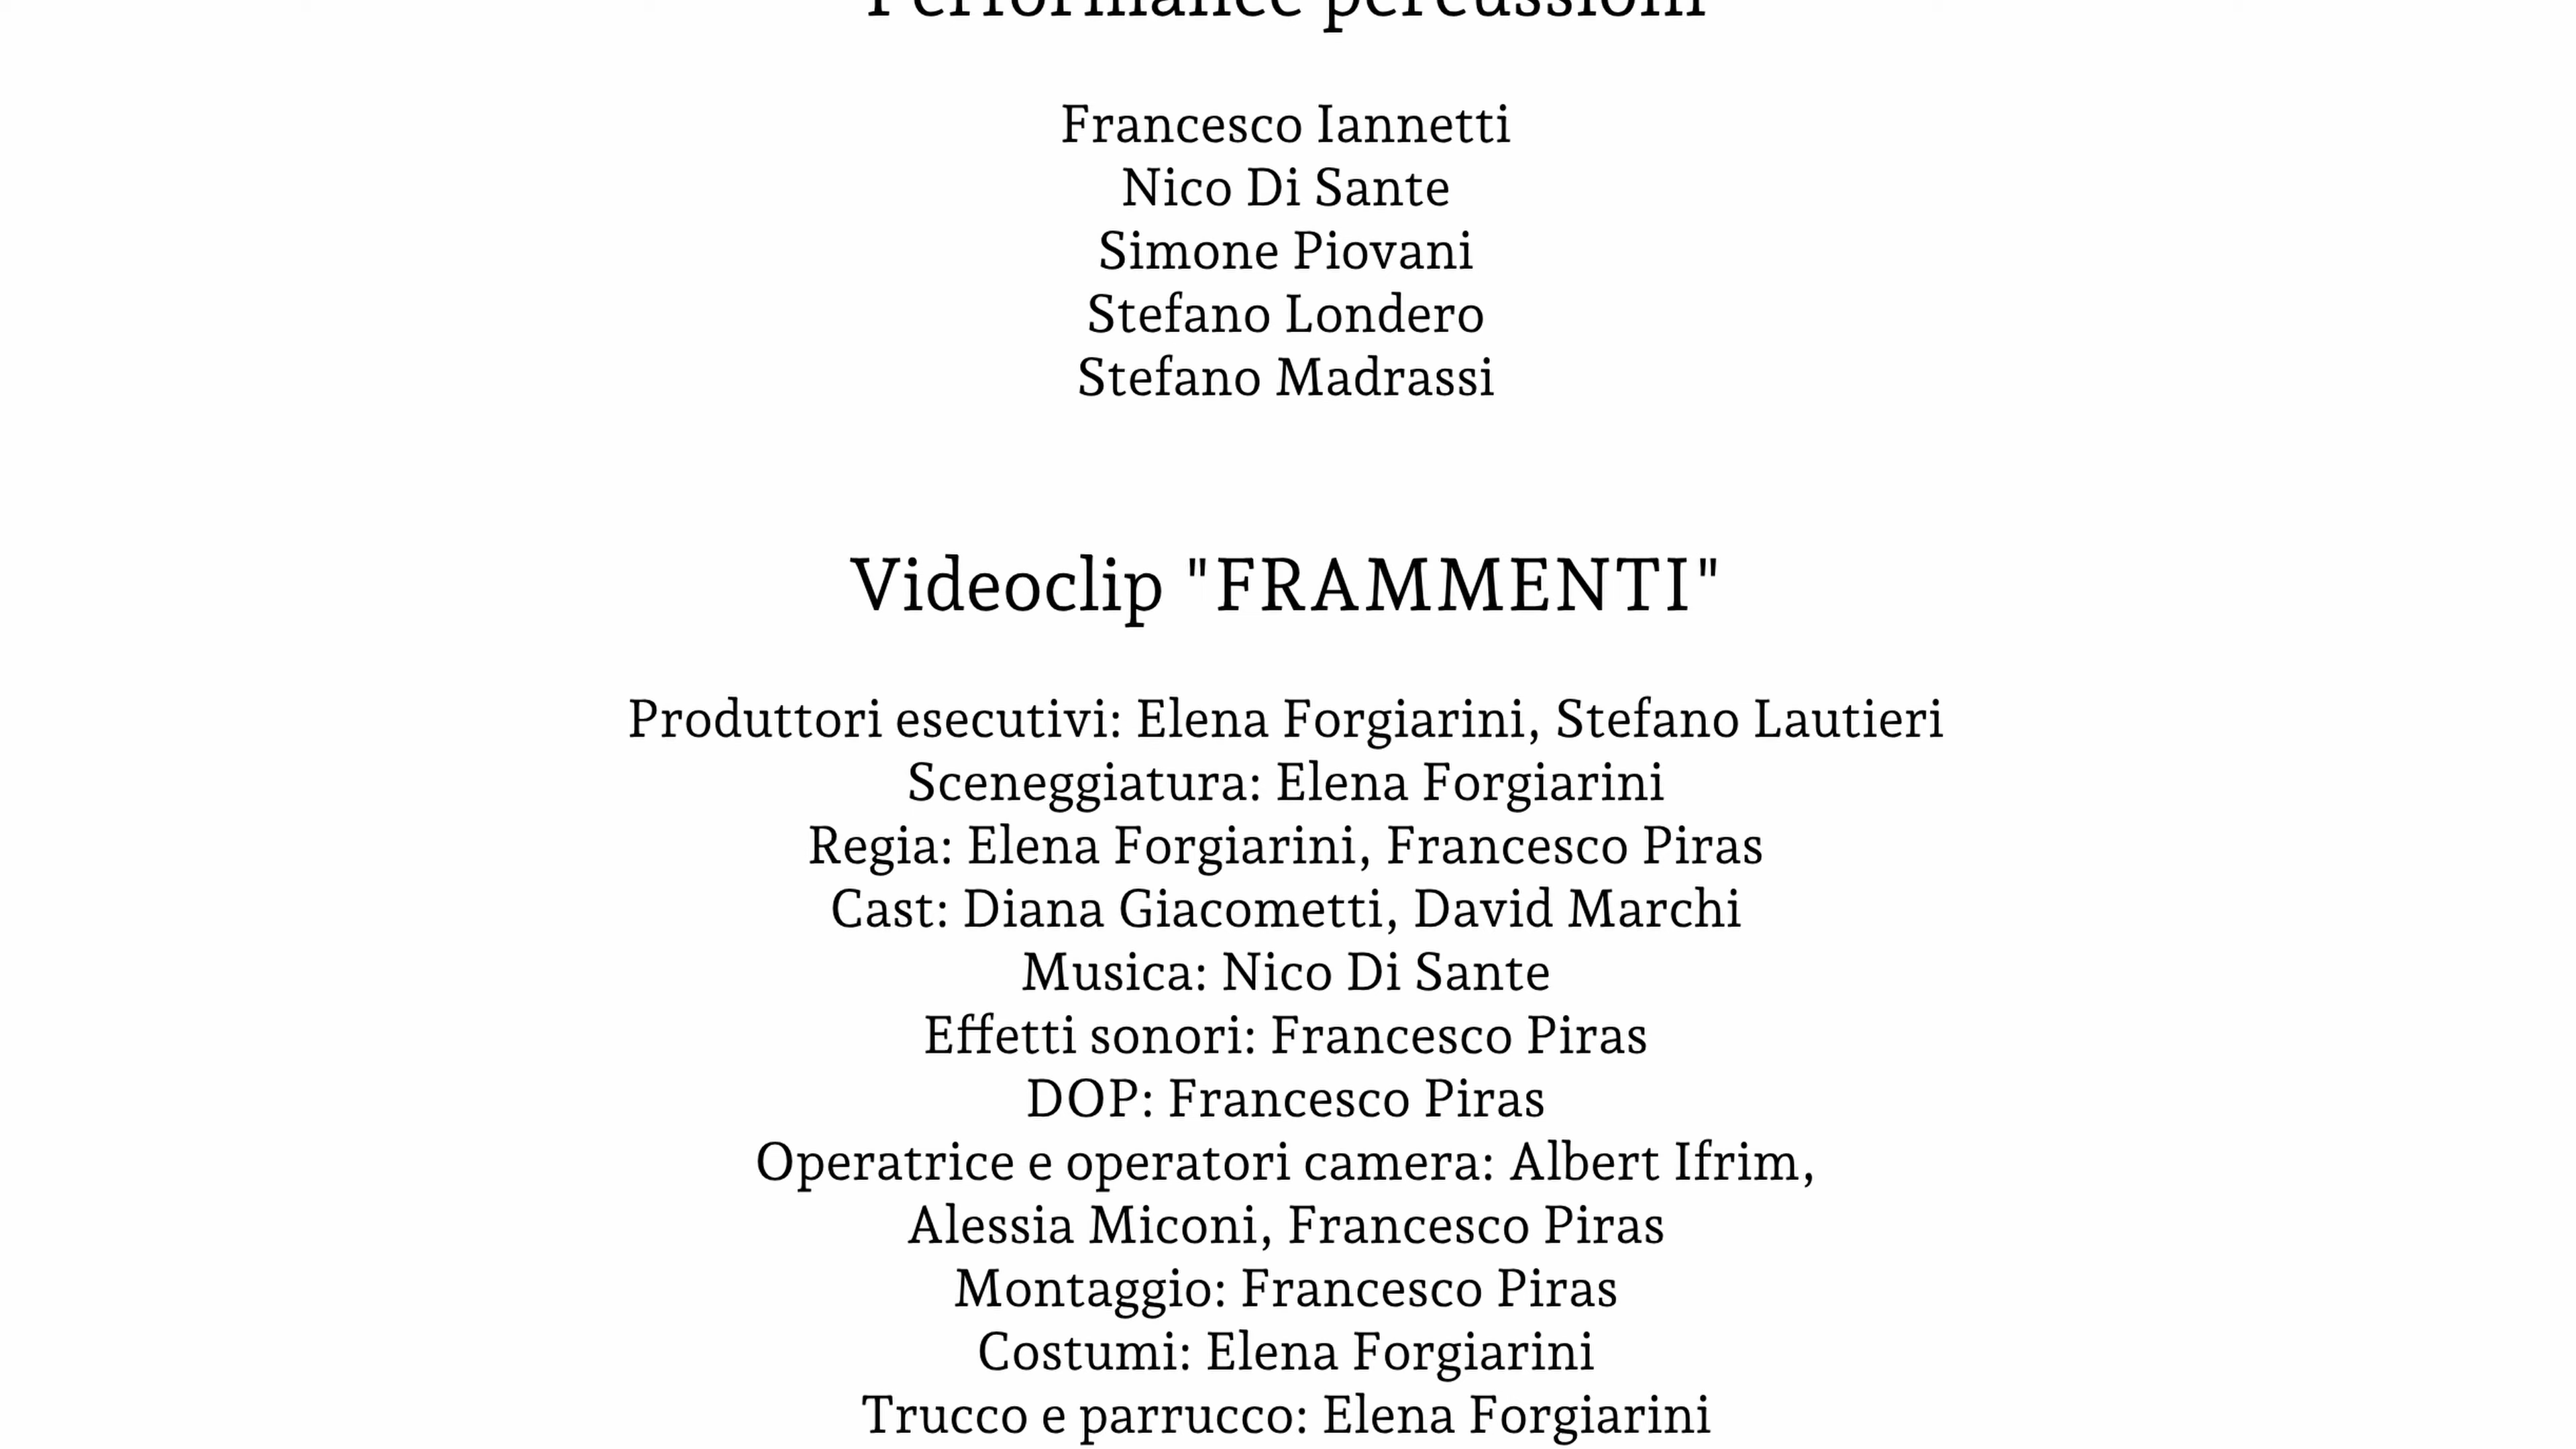 Performance percussioni
Francesco Iannetti
Nico Di Sante
Simone Piovani
Stefano Londero
Stefano Madrassi
Videoclip "FRAMMENTI"
Produttori esecutivi: Elena Forgiarini, Stefano Lautieri
Sceneggiatura: Elena Forgiarini
Regia: Elena Forgiarini, Francesco Piras
Cast: Diana Giacometti, David Marchi
Musica: Nico Di Sante
Effetti sonori: Francesco Piras
DOP: Francesco Piras
Operatrice e operatori camera: Albert Ifrim,
Alessia Miconi, Francesco Piras
Montaggio: Francesco Piras
Costumi: Elena Forgiarini
Trucco e parrucco: Elena Forgiarini